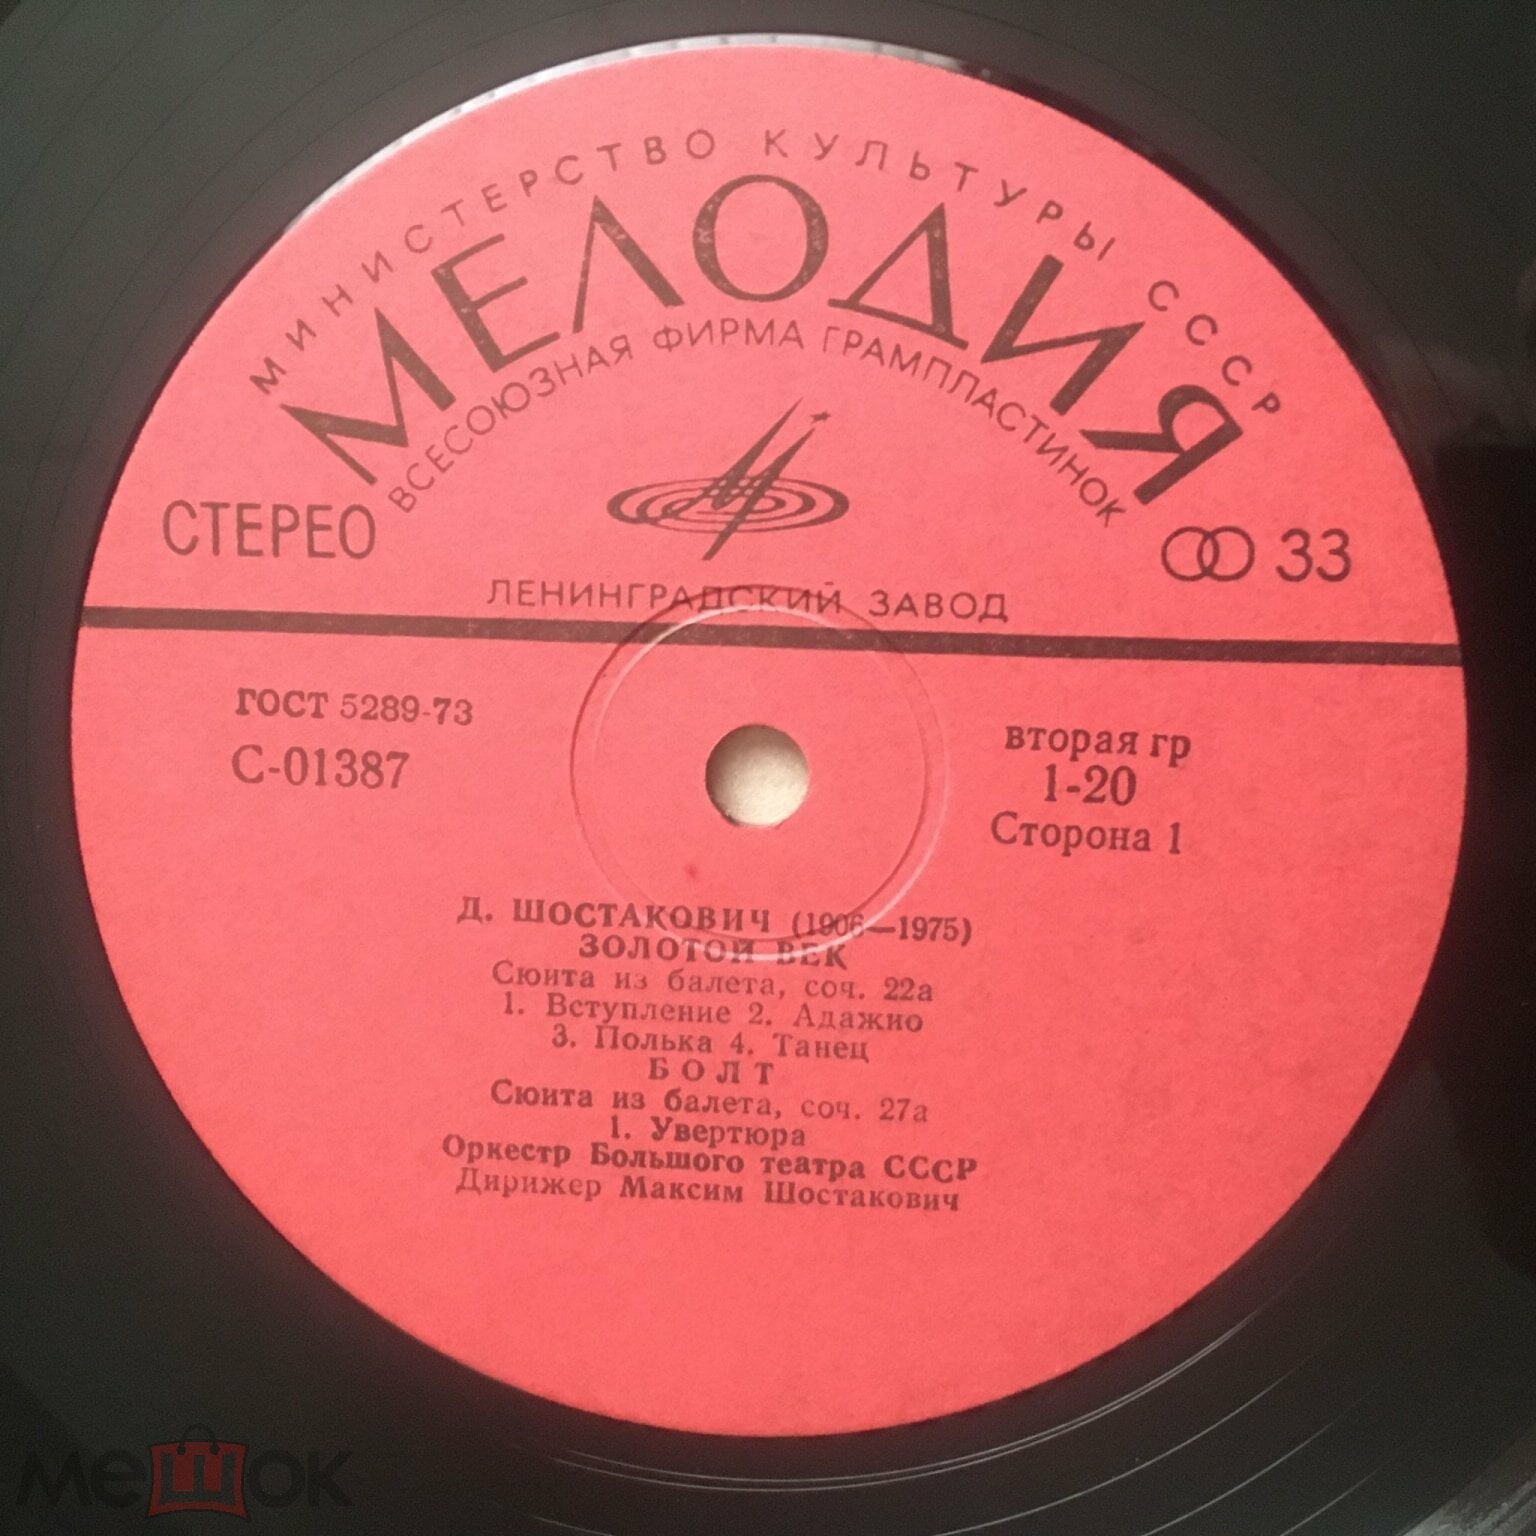 МИНИСТЕРСТВО КУЛЬТУРЫ СССР
МЕЛОДИЯ
ВСЕСОЮЗНАЯ ФИРМА ГРАМПЛАСТИНОК
СТЕРЕО
33
ЛЕНИНГРАДСКИЙ ЗАВОД
ГОСТ 5289-73
С-01387
вторая гр
1-20
Сторона 1
Д. ШОСТАКОВИЧ (1906—1975)
ЗОЛОТОЙ ВЕК
Сюита из балета, соч. 22а
1. Вступление 2. Адажио
3. Полька 4. Танец
БОЛТ
Сюита из балета, соч. 27а
1. Увертюра
Оркестр Большого театра СССР
Дирижер Максим Шостакович
мешок